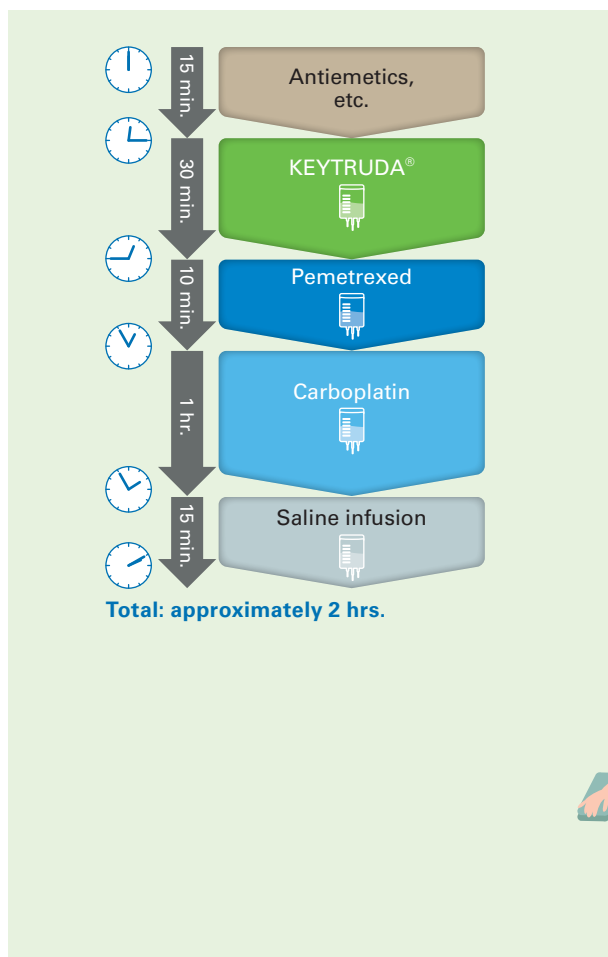 15 min.
Antiemetics,
etc.
30 min.
KEYTRUDA®
10 min.
Pemetrexed
1 hr.
Carboplatin
15 min.
Saline infusion
Total: approximately 2 hrs.